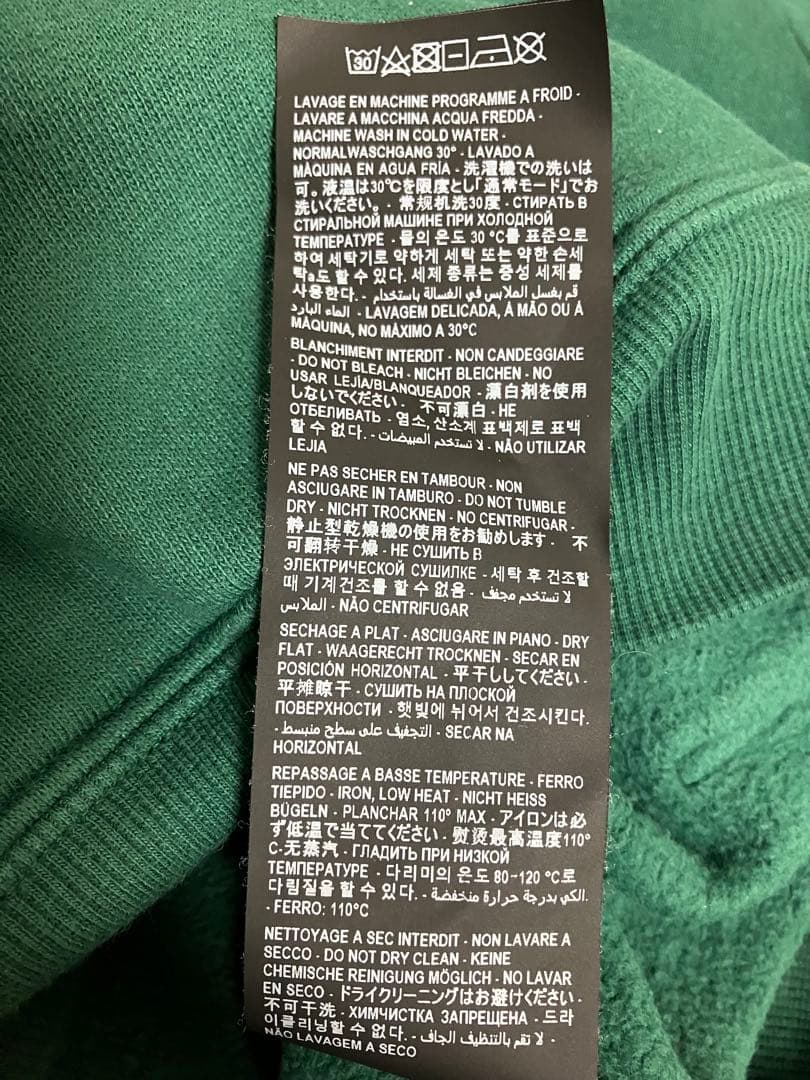 30
LAVAGE EN MACHINE PROGRAMME A FROID -
LAVARE A MACCHINA ACQUA FREDDA -
MACHINE WASH IN COLD WATER -
NORMALWASCHGANG 30° - LAVADO A
MÁQUINA EN AGUA FRÍA - 洗濯機での洗いは
可。液温は30℃を限度とし「通常モード」でお
洗いください。 - 常规机洗30度 - СТИРАТЬ В
СТИРАЛЬНОЙ МАШИНЕ ПРИ ХОЛОДНОЙ
ТЕМПЕРАТУРЕ - 물의 온도 30 °C를 표준으로
하여 세탁기로 약하게 세탁 또는 약한 손세
탁a도 할 수 있다. 세제 종류는 중성 세제를
사용한다. - قم بغسل الملابس في الغسالة باستخدام
الماء البارد - LAVAGEM DELICADA, À MÃO OU À
MÁQUINA, NO MÁXIMO A 30°C
BLANCHIMENT INTERDIT - NON CANDEGGIARE
- DO NOT BLEACH - NICHT BLEICHEN - NO
USAR LEJÍA/BLANQUEADOR - 漂白剤を使用
しないでください - 不可漂白 - НЕ
ОТБЕЛИВАТЬ - 염소, 산소계 표백제로 표백
할 수 없다. - لا تستخدم المبيضات - NÃO UTILIZAR
LEJIA
NE PAS SECHER EN TAMBOUR - NON
ASCIUGARE IN TAMBURO - DO NOT TUMBLE
DRY - NICHT TROCKNEN - NO CENTRIFUGAR -
静止型乾燥機の使用をお勧めします - 不
可翻转干燥 - НЕ СУШИТЬ В
ЭЛЕКТРИЧЕСКОЙ СУШИЛКЕ - 세탁 후 건조할
때 기계건조를 할 수 없음 - لا تستخدم مجفف
الملابس - NÃO CENTRIFUGAR
SECHAGE A PLAT - ASCIUGARE IN PIANO - DRY
FLAT - WAAGERECHT TROCKNEN - SECAR EN
POSICIÓN HORIZONTAL - 平干ししてください -
平摊晾干 - СУШИТЬ НА ПЛОСКОЙ
ПОВЕРХНОСТИ - 햇빛에 뉘어서 건조시킨다.
- التجفيف على سطح منبسط - SECAR NA
HORIZONTAL
REPASSAGE A BASSE TEMPERATURE - FERRO
TIEPIDO - IRON, LOW HEAT - NICHT HEISS
BÜGELN - PLANCHAR 110° MAX - アイロンは必
ず低温で当ててください - 熨烫最高温度110°
C-无蒸汽 - ГЛАДИТЬ ПРИ НИЗКОЙ
ТЕМПЕРАТУРЕ - 다리미의 온도 80~120 °C로
다림질을 할 수 있다. - الكي بدرجة حرارة منخفضة.
- FERRO: 110°C
NETTOYAGE A SEC INTERDIT - NON LAVARE A
SECCO - DO NOT DRY CLEAN - KEINE
CHEMISCHE REINIGUNG MÖGLICH - NO LAVAR
EN SECO - ドライクリーニングはお避けください -
不可干洗 - ХИМЧИСТКА ЗАПРЕЩЕНА - 드라
이클리닝할 수 없다. - لا تقم بالتنظيف الجاف -
NÃO LAVAGEM A SECO